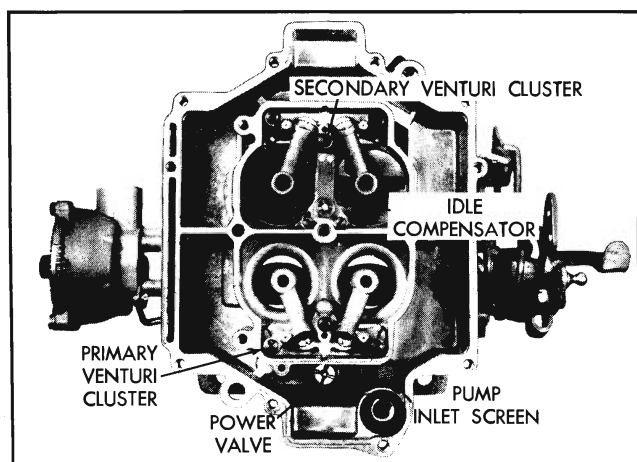 SECONDARY VENTURI CLUSTER
IDLE
COMPENSATOR
PRIMARY
VENTURI
CLUSTER
POWER
VALVE
PUMP
INLET SCREEN